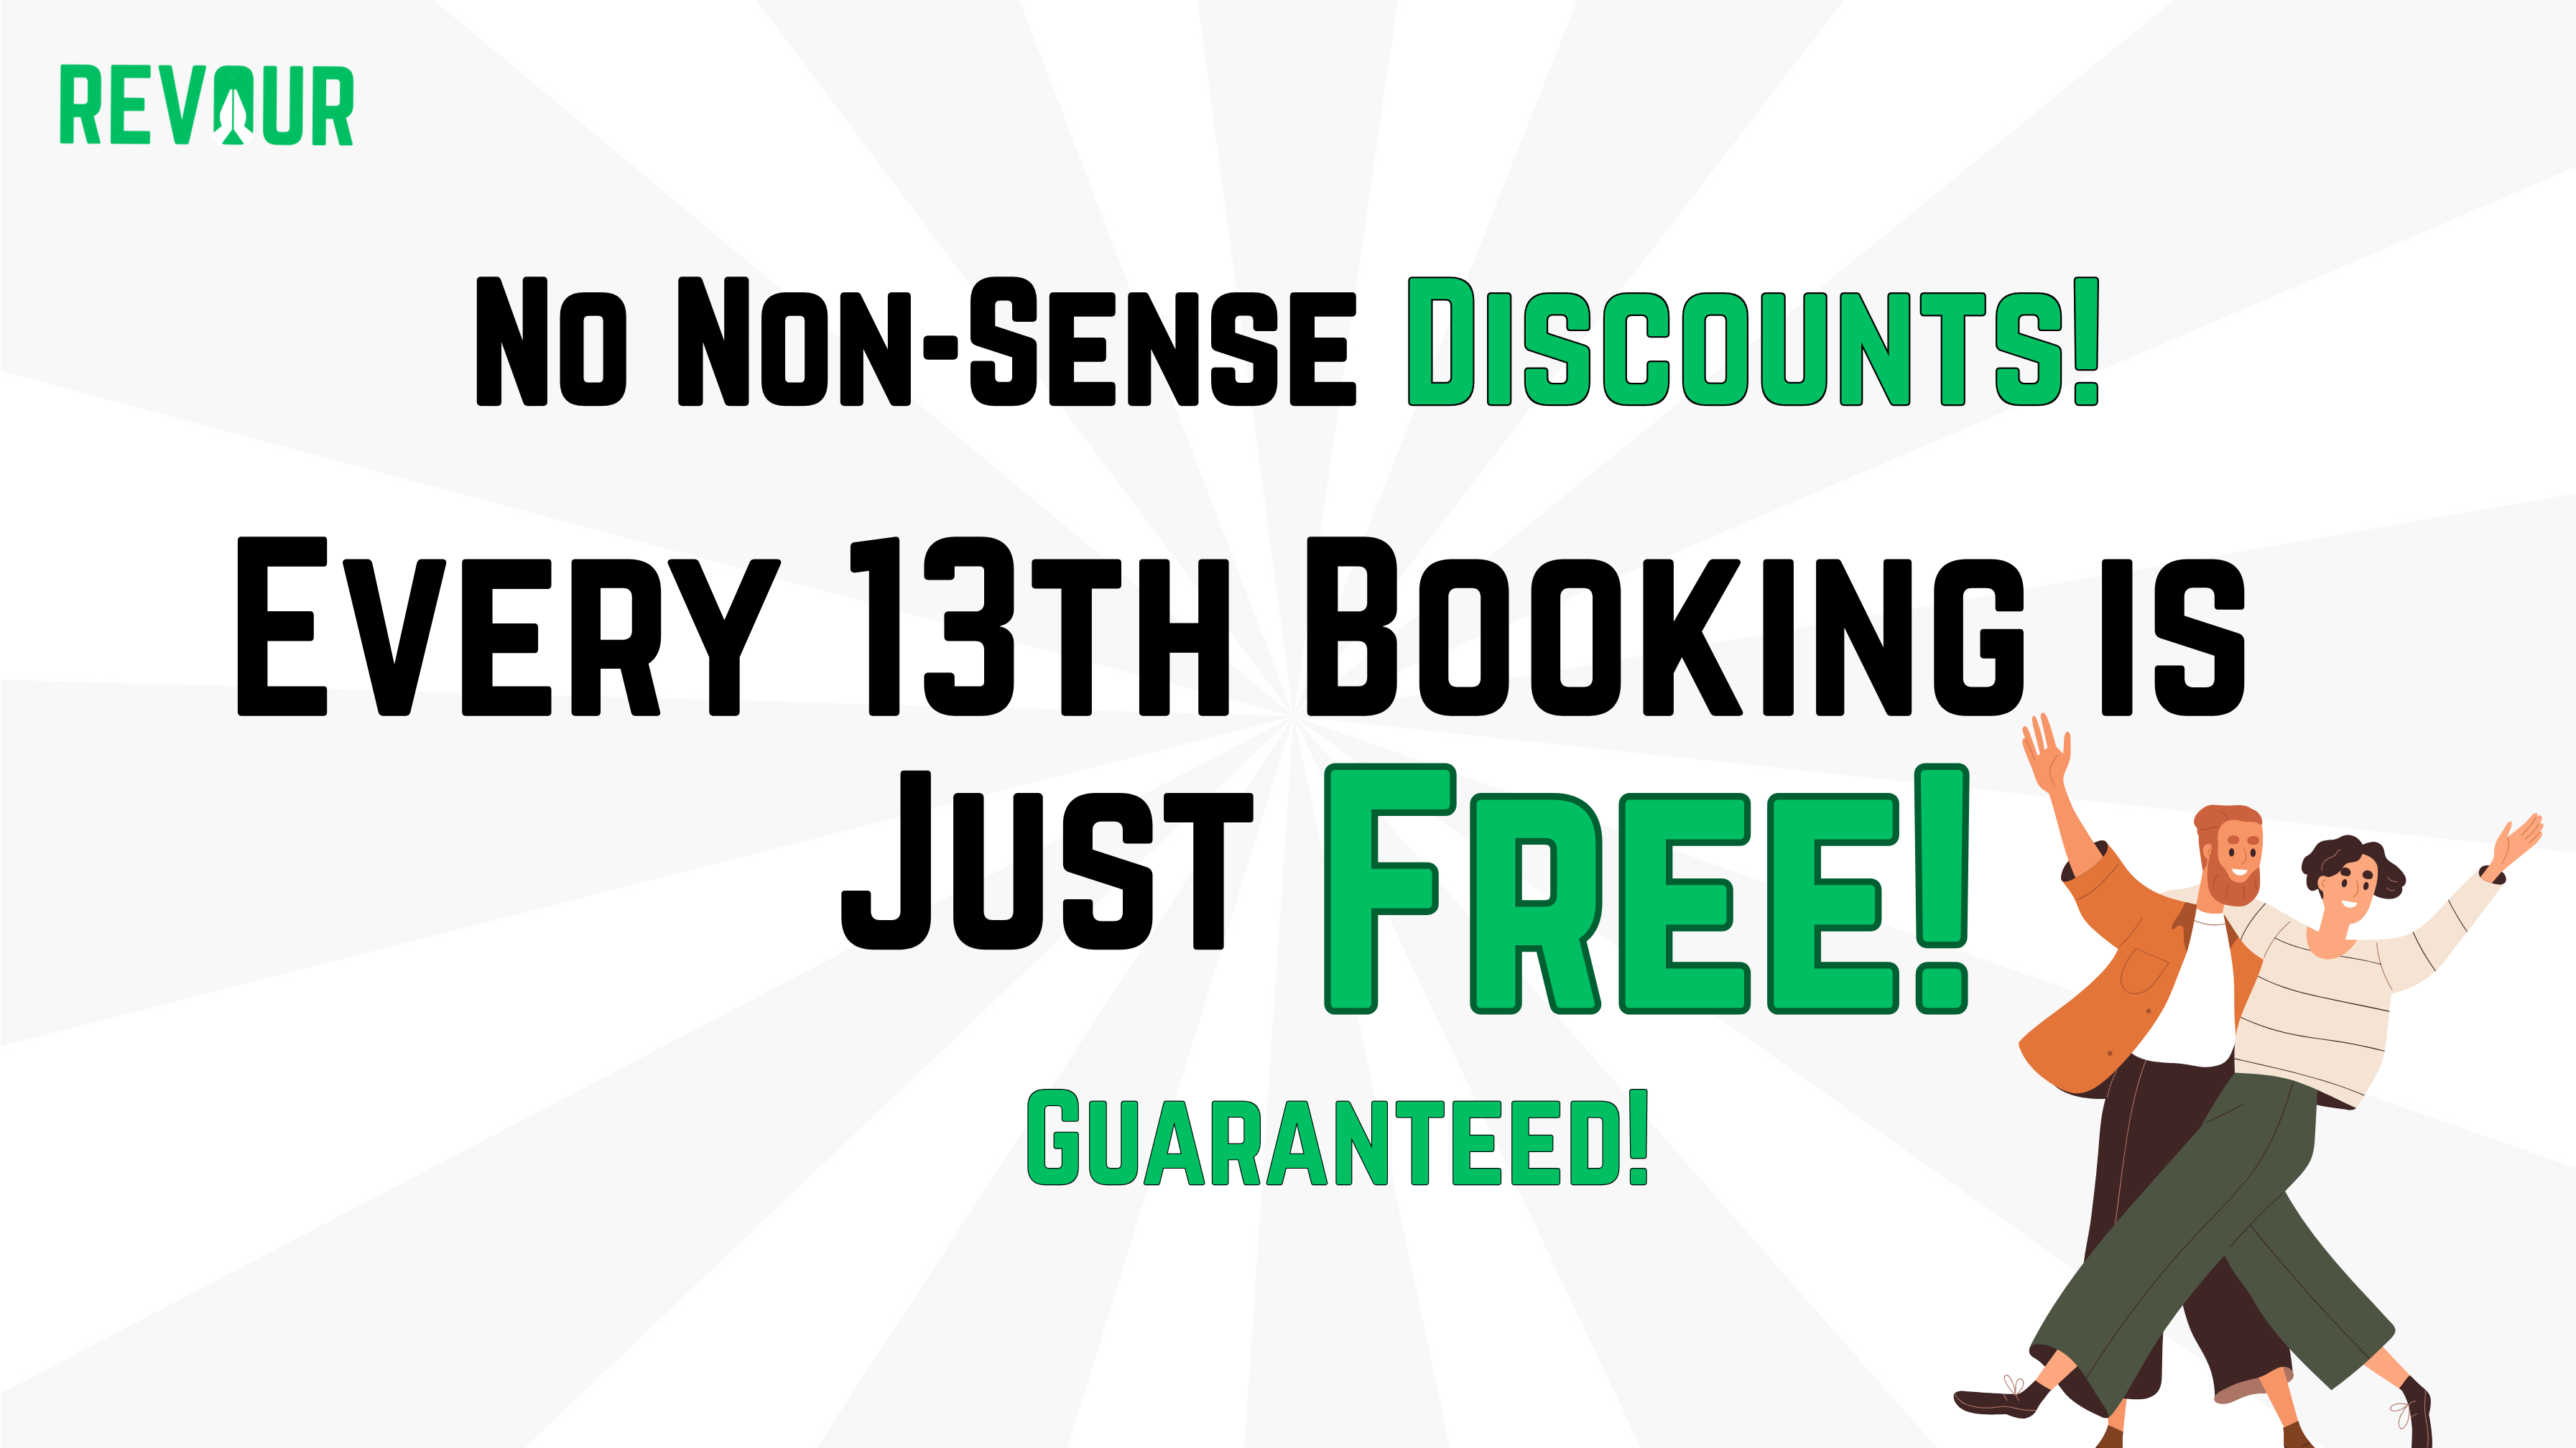 REVOUR
No Non-Sense Discounts!
Every 13th Booking is
Just Free!
Guaranteed!